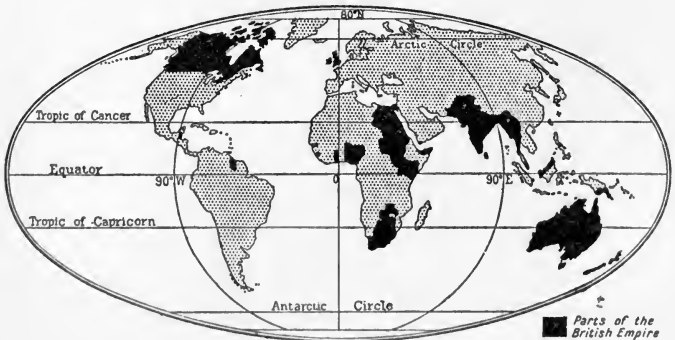 80°N
Arctic Circle
Tropic of Cancer
Equator
90°W
0
90°E
Tropic of Capricorn
Antarctic Circle
Parts of the
British Empire